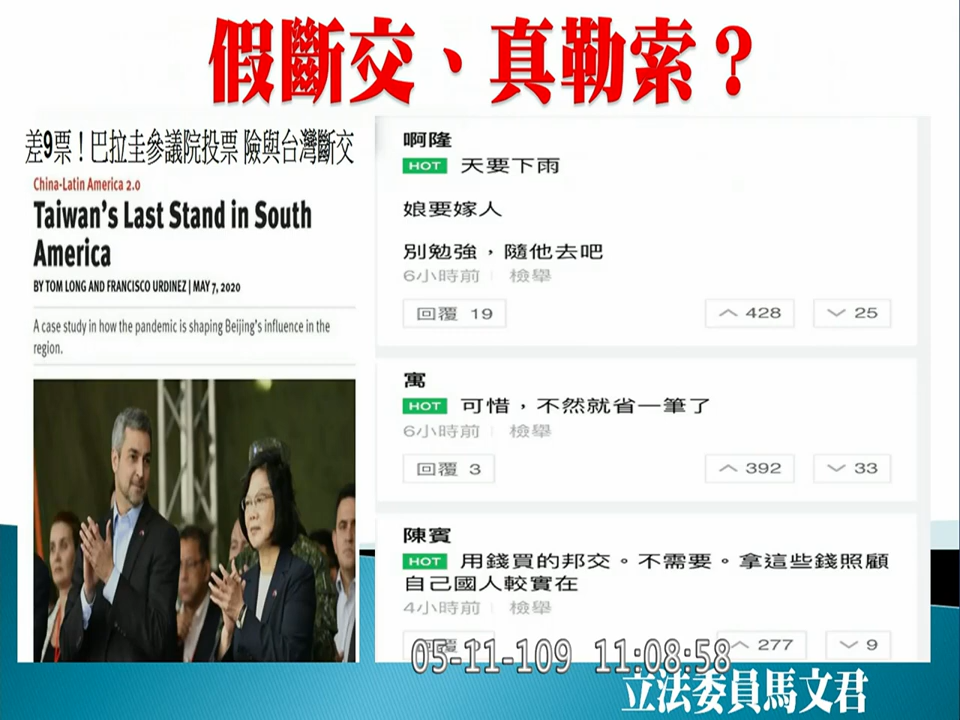 假斷交、真勒索？
差9票！巴拉圭參議院投票 險與台灣斷交
China-Latin America 2.0
Taiwan's Last Stand in South
America
BY TOM LONG AND FRANCISCO URDINEZ | MAY 7, 2020
A case study in how the pandemic is shaping Beijing's influence in the
region.
啊隆
HOT 天要下雨
娘要嫁人
別勉強，隨他去吧
6小時前 檢舉
回覆 19 428 25
寓
HOT 可惜，不然就省一筆了
6小時前 檢舉
回覆 3 392 33
陳賓
HOT 用錢買的邦交。不需要。拿這些錢照顧
自己國人較實在
4小時前 檢舉
回覆 277 9
05-11-109 11:08:58
立法委員馬文君